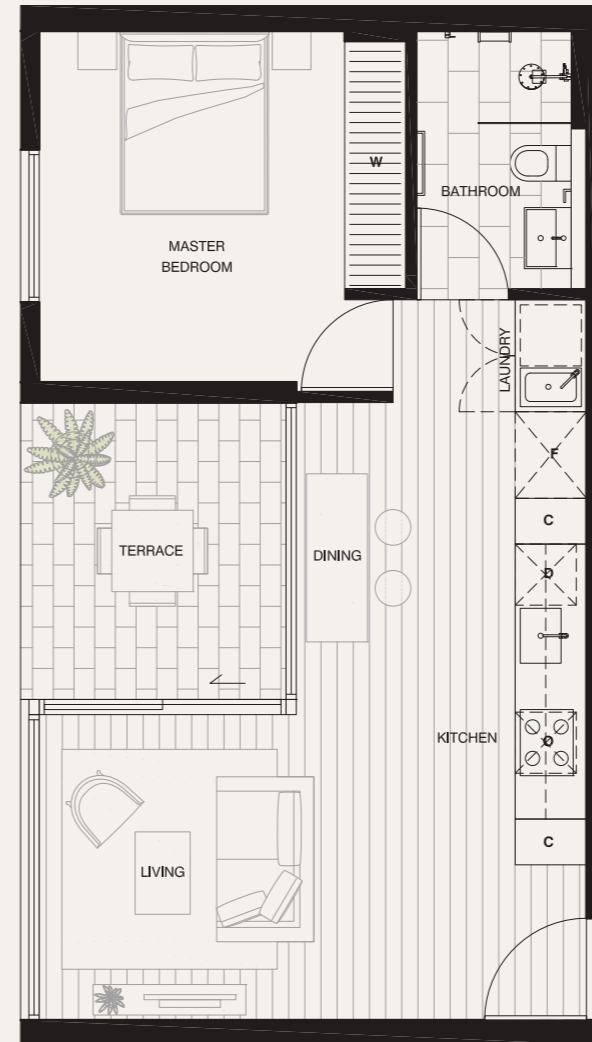 W
BATHROOM
MASTER
BEDROOM
LAUNDRY
F
C
TERRACE
DINING
D
KITCHEN
O
LIVING
C